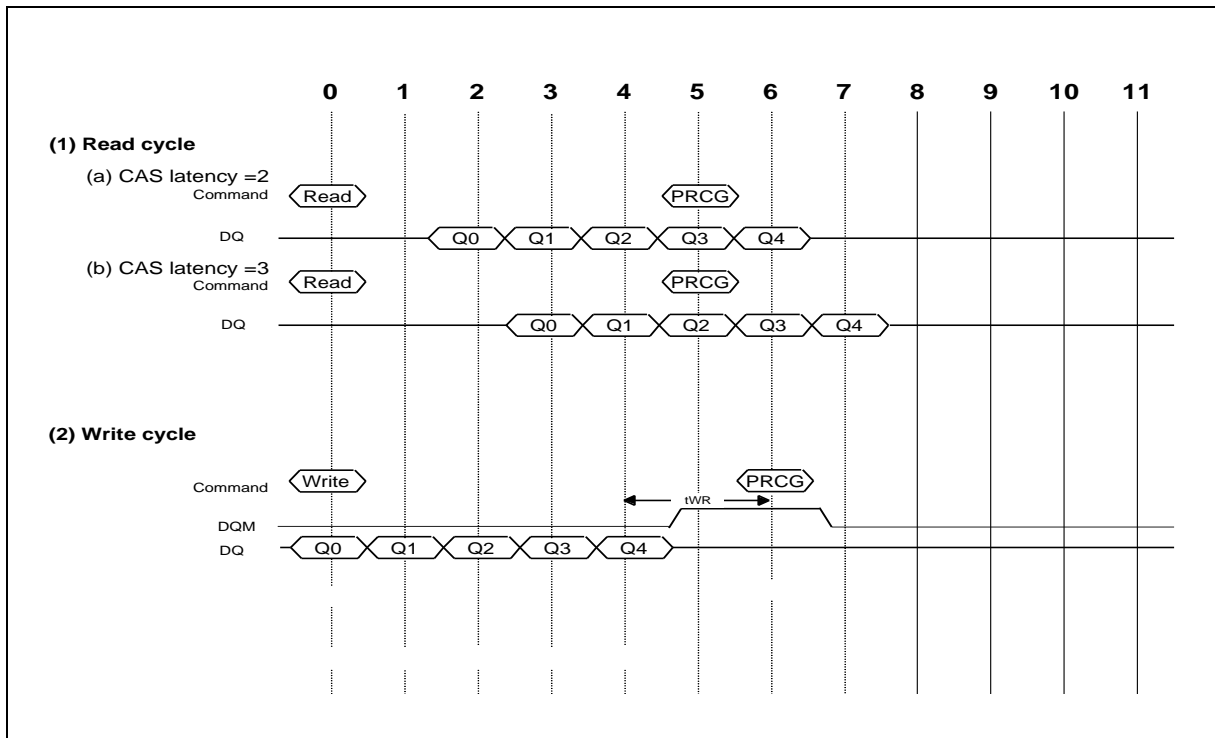 0 1 2 3 4 5 6 7 8 9 10 11
(1) Read cycle
(a) CAS latency =2
Command Read PRCG
DQ Q0 Q1 Q2 Q3 Q4
(b) CAS latency =3
Command Read PRCG
DQ Q0 Q1 Q2 Q3 Q4
(2) Write cycle
Command Write PRCG
tWR
DQM
DQ Q0 Q1 Q2 Q3 Q4